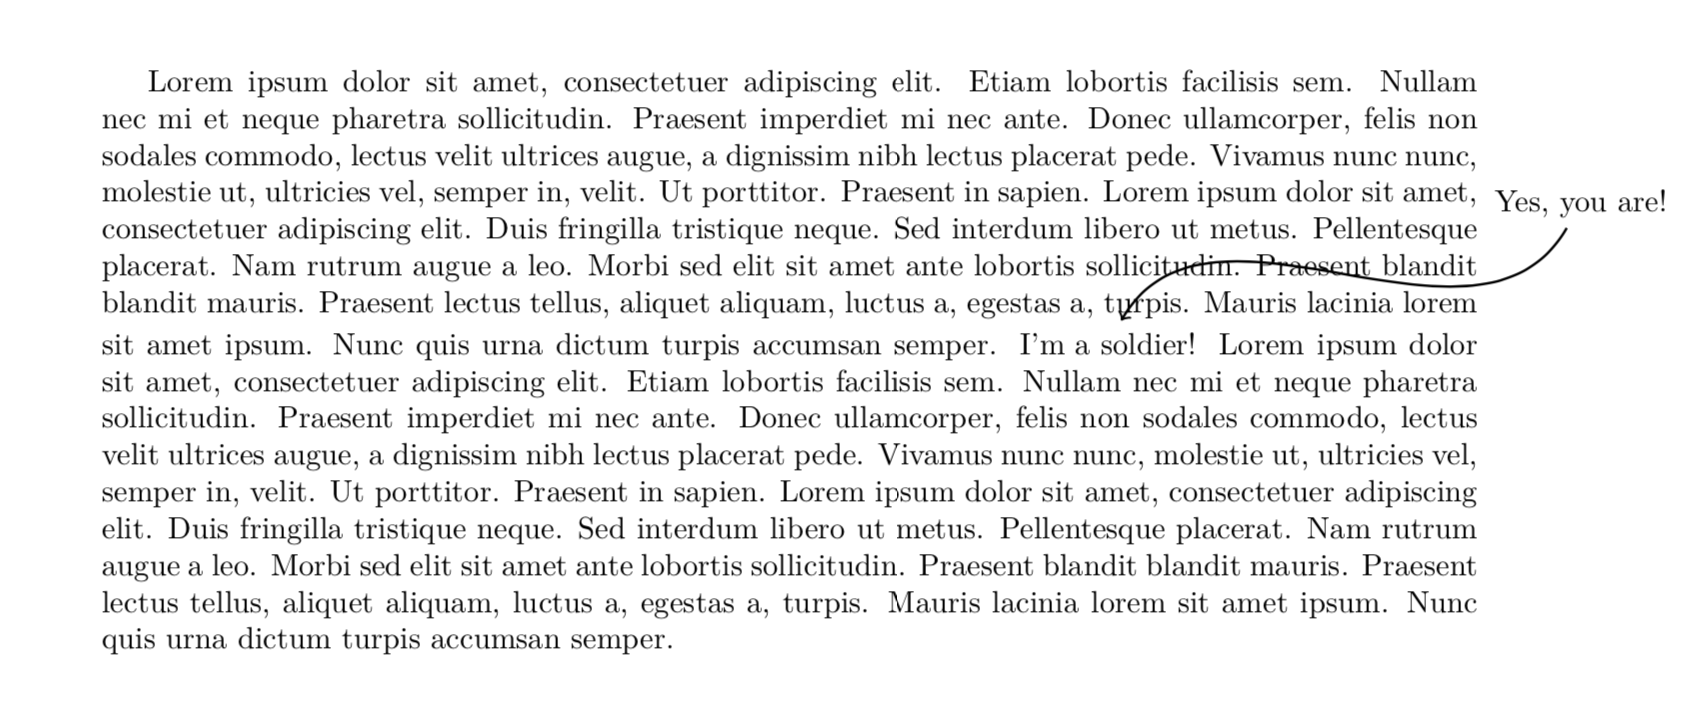 Lorem ipsum dolor sit amet, consectetuer adipiscing elit. Etiam lobortis facilisis sem. Nullam
nec mi et neque pharetra sollicitudin. Praesent imperdiet mi nec ante. Donec ullamcorper, felis non
sodales commodo, lectus velit ultrices augue, a dignissim nibh lectus placerat pede. Vivamus nunc nunc,
molestie ut, ultricies vel, semper in, velit. Ut porttitor. Praesent in sapien. Lorem ipsum dolor sit amet,
Yes, you are!
consectetuer adipiscing elit. Duis fringilla tristique neque. Sed interdum libero ut metus. Pellentesque
placerat. Nam rutrum augue a leo. Morbi sed elit sit amet ante lobortis sollicitudin. Praesent blandit
blandit mauris. Praesent lectus tellus, aliquet aliquam, luctus a, egestas a, turpis. Mauris lacinia lorem
sit amet ipsum. Nunc quis urna dictum turpis accumsan semper. I'm a soldier! Lorem ipsum dolor
sit amet, consectetuer adipiscing elit. Etiam lobortis facilisis sem. Nullam nec mi et neque pharetra
sollicitudin. Praesent imperdiet mi nec ante. Donec ullamcorper, felis non sodales commodo, lectus
velit ultrices augue, a dignissim nibh lectus placerat pede. Vivamus nunc nunc, molestie ut, ultricies vel,
semper in, velit. Ut porttitor. Praesent in sapien. Lorem ipsum dolor sit amet, consectetuer adipiscing
elit. Duis fringilla tristique neque. Sed interdum libero ut metus. Pellentesque placerat. Nam rutrum
augue a leo. Morbi sed elit sit amet ante lobortis sollicitudin. Praesent blandit blandit mauris. Praesent
lectus tellus, aliquet aliquam, luctus a, egestas a, turpis. Mauris lacinia lorem sit amet ipsum. Nunc
quis urna dictum turpis accumsan semper.